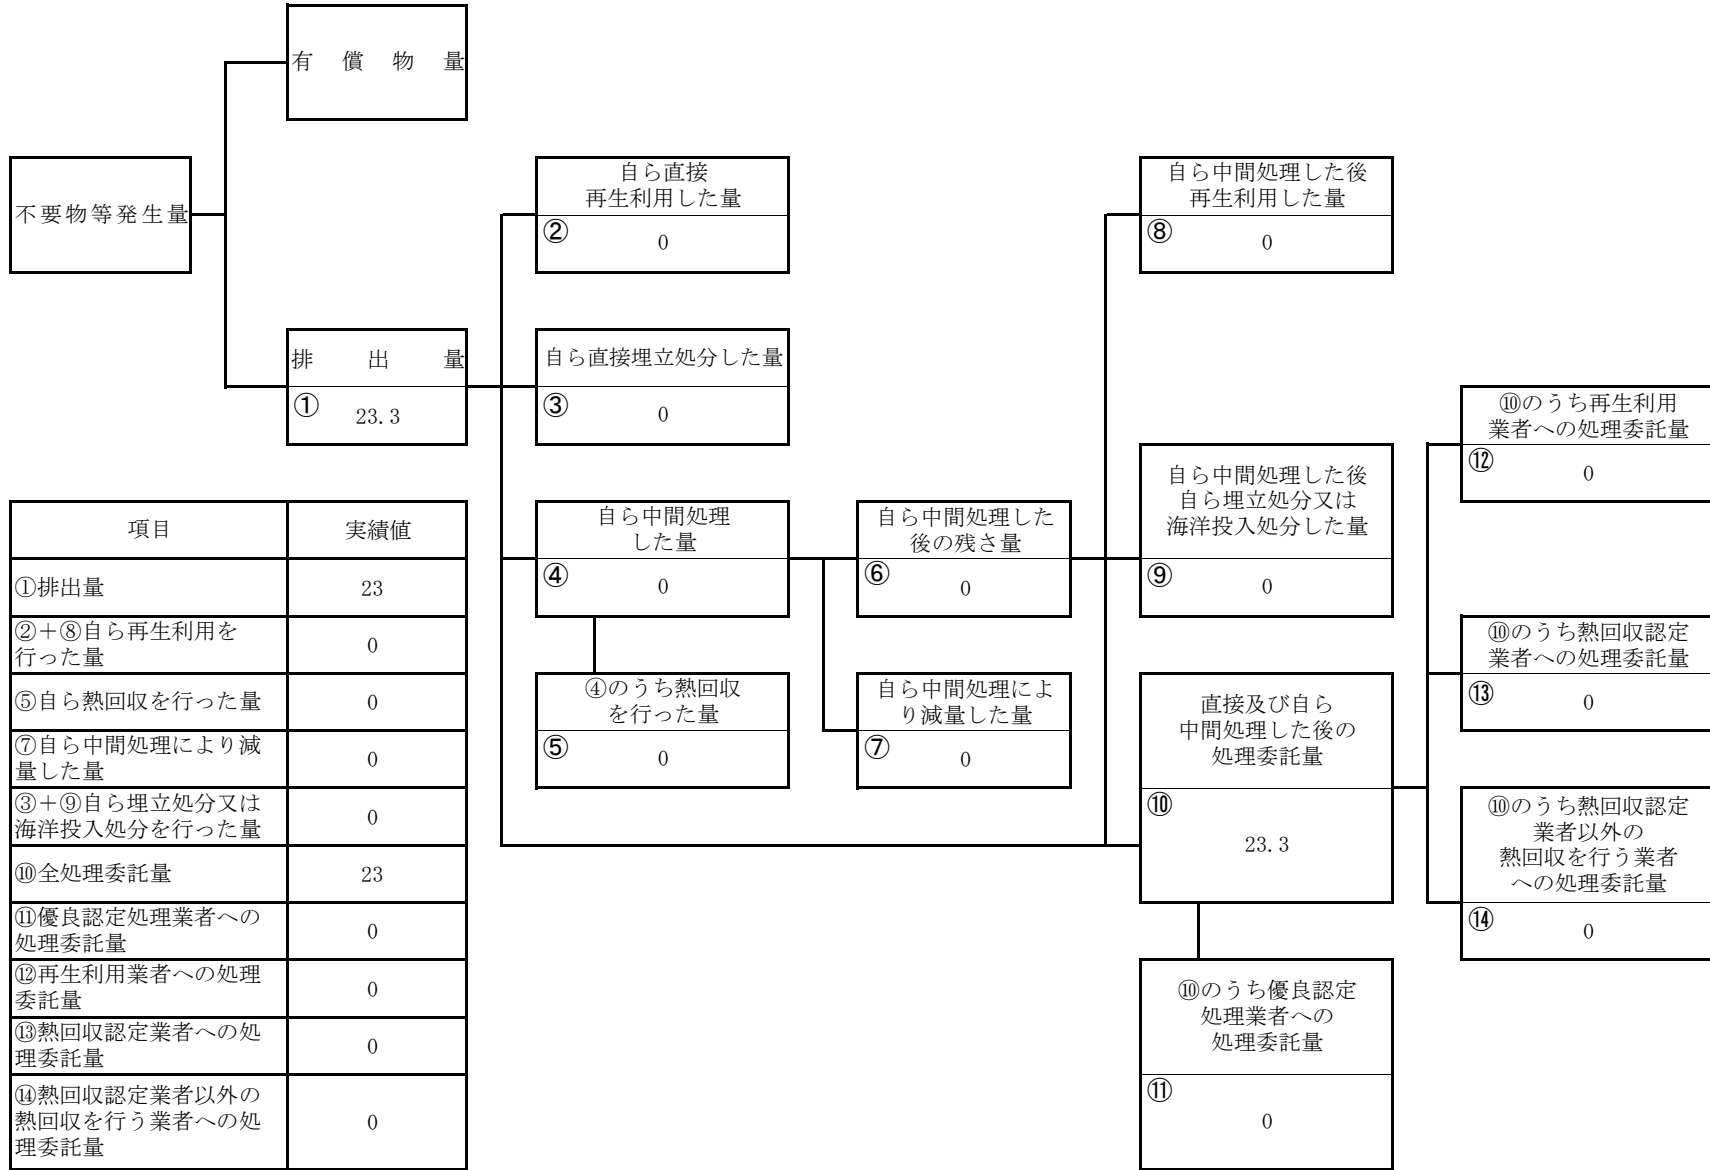 有償物量
不要物等発生量
自ら直接
再生利用した量
②
0
自ら中間処理した後
再生利用した量
⑧
0
排出量
①
23.3
自ら直接埋立処分した量
③
0
⑩のうち再生利用
業者への処理委託量
⑫
0
自ら中間処理した後
自ら埋立処分又は
海洋投入処分した量
⑨
0
自ら中間処理
した量
④
0
自ら中間処理した
後の残さ量
⑥
0
⑩のうち熱回収認定
業者への処理委託量
⑬
0
④のうち熱回収
を行った量
⑤
0
自ら中間処理によ
り減量した量
⑦
0
直接及び自ら
中間処理した後の
処理委託量
⑩
23.3
⑩のうち熱回収認定
業者以外の
熱回収を行う業者
への処理委託量
⑭
0
⑩のうち優良認定
処理業者への
処理委託量
⑪
0
項目 実績値
①排出量 23
②＋⑧自ら再生利用を
行った量 0
⑤自ら熱回収を行った量 0
⑦自ら中間処理により減
量した量 0
③＋⑨自ら埋立処分又は
海洋投入処分を行った量 0
⑩全処理委託量 23
⑪優良認定処理業者への
処理委託量 0
⑫再生利用業者への処理
委託量 0
⑬熱回収認定業者への処
理委託量 0
⑭熱回収認定業者以外の
熱回収を行う業者への処 0
理委託量